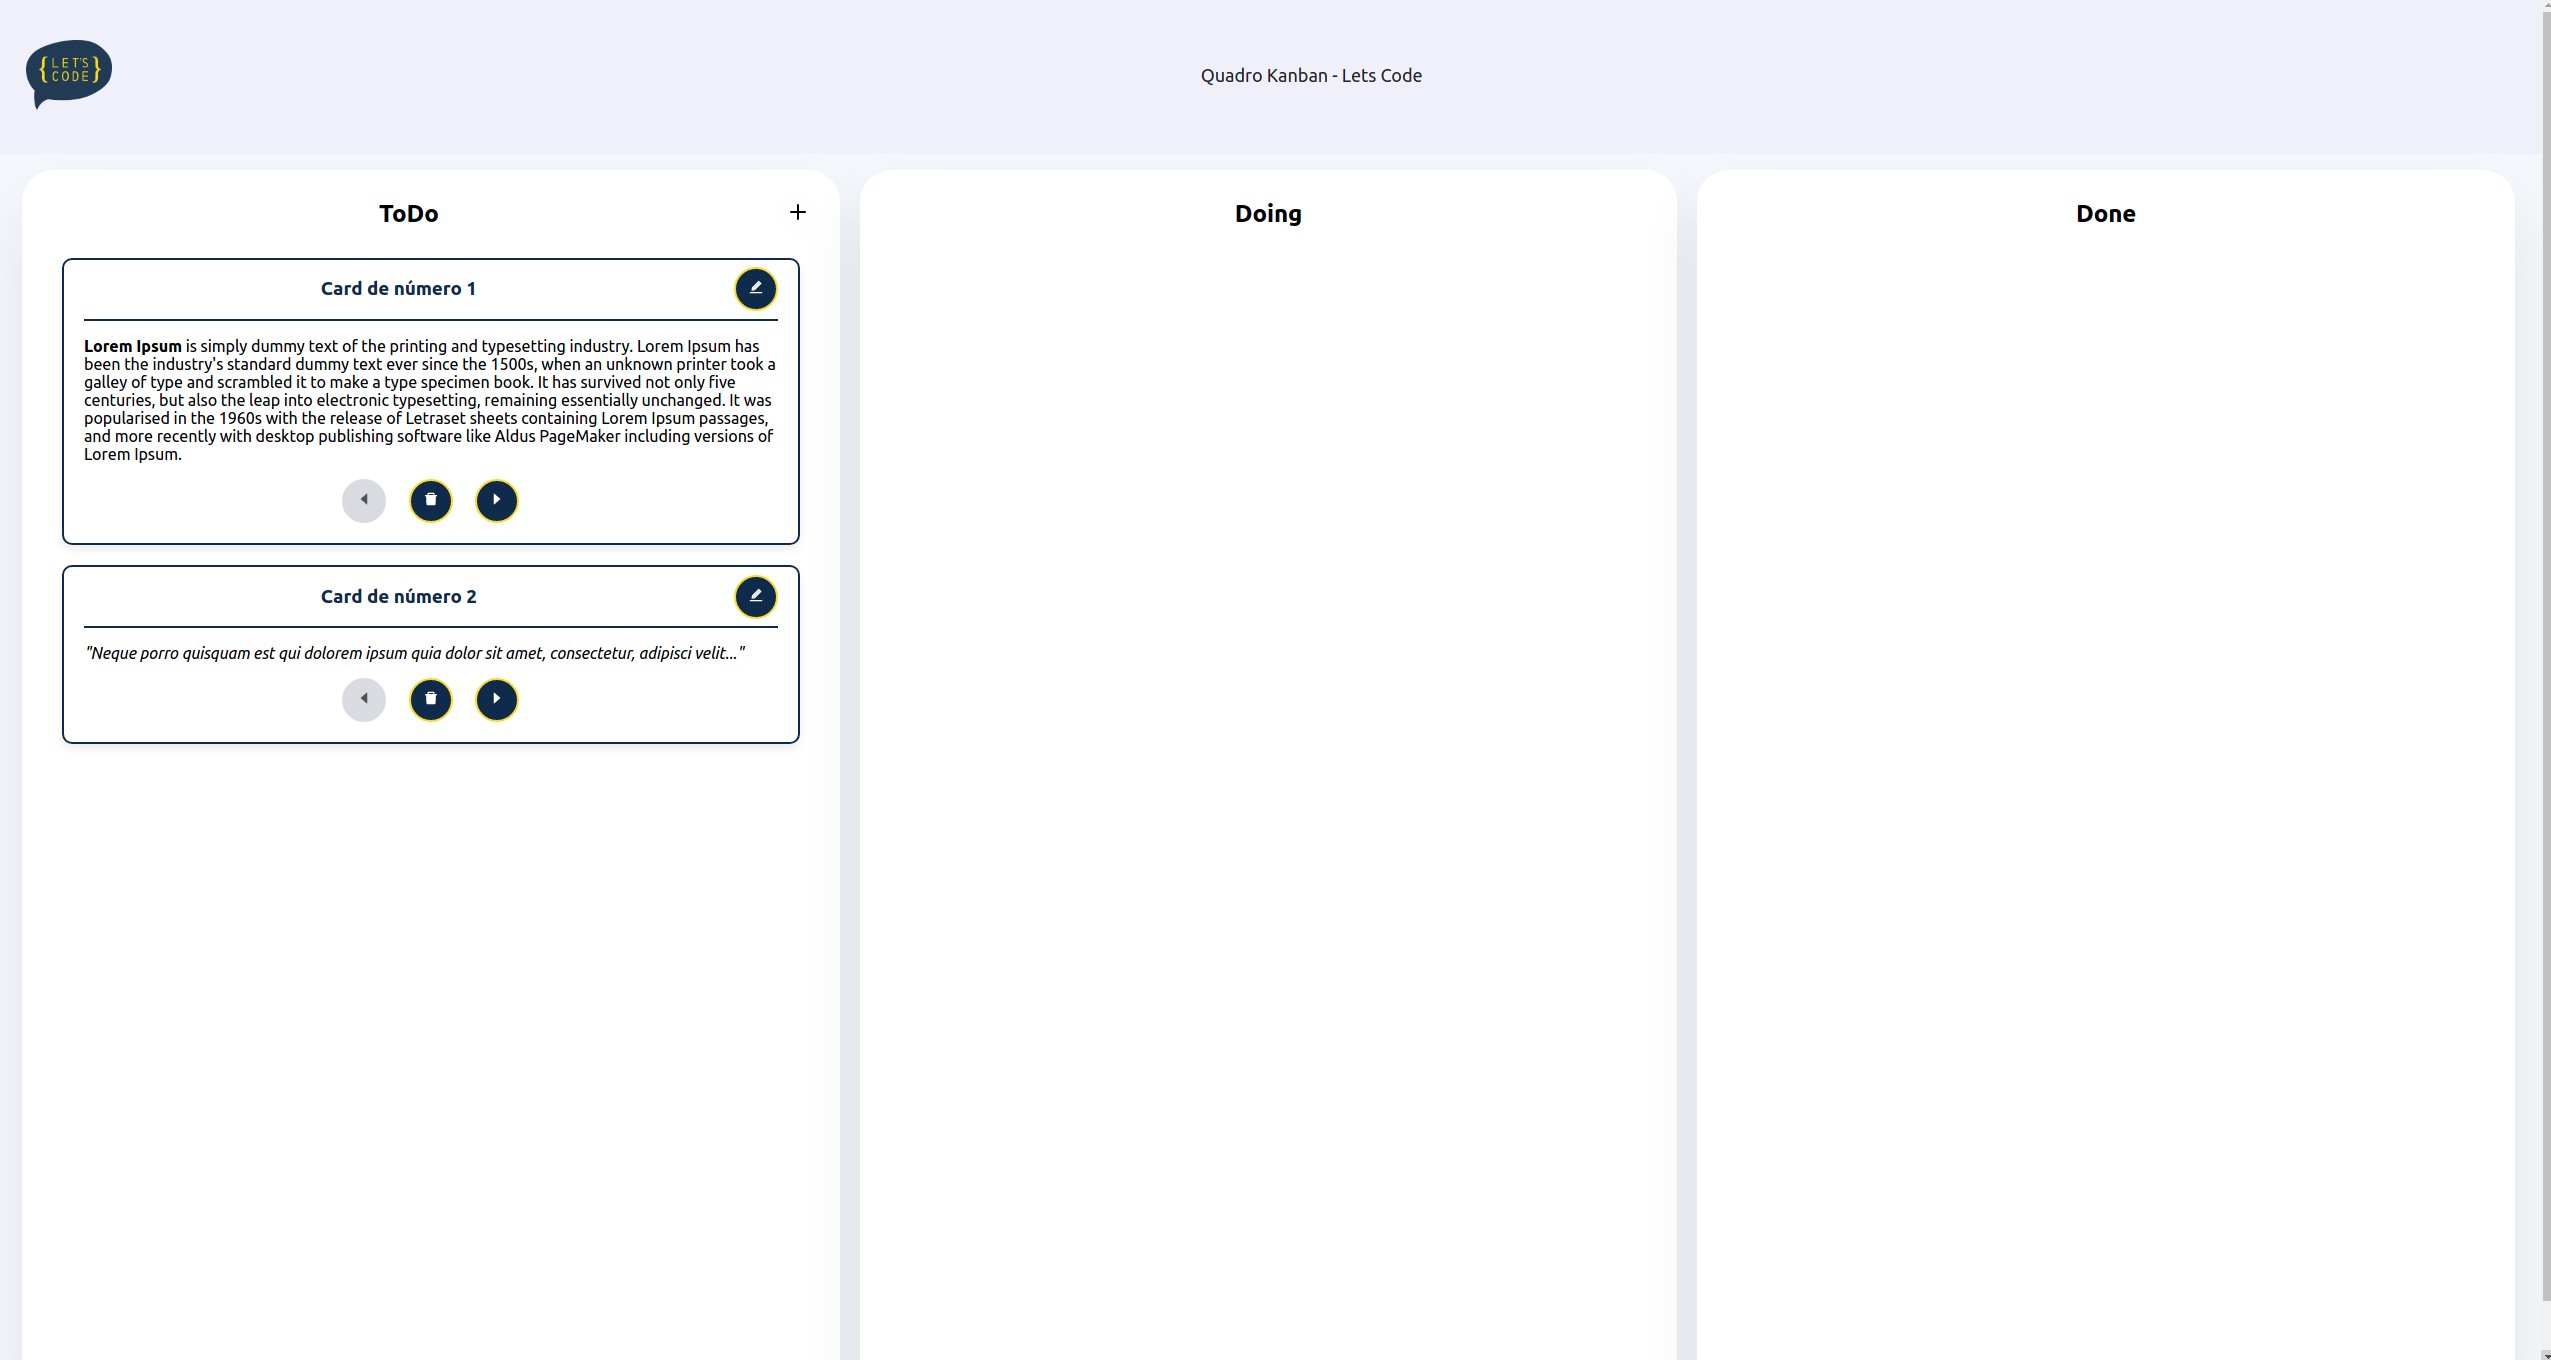 {LET'S
CODE}
Quadro Kanban - Lets Code
ToDo
Card de número 1
Lorem Ipsum is simply dummy text of the printing and typesetting industry. Lorem Ipsum has
been the industry's standard dummy text ever since the 1500s, when an unknown printer took a
galley of type and scrambled it to make a type specimen book. It has survived not only five
centuries, but also the leap into electronic typesetting, remaining essentially unchanged. It was
popularised in the 1960s with the release of Letraset sheets containing Lorem Ipsum passages,
and more recently with desktop publishing software like Aldus PageMaker including versions of
Lorem Ipsum.
Card de número 2
"Neque porro quisquam est qui dolorem ipsum quia dolor sit amet, consectetur, adipisci velit..."
Doing
Done